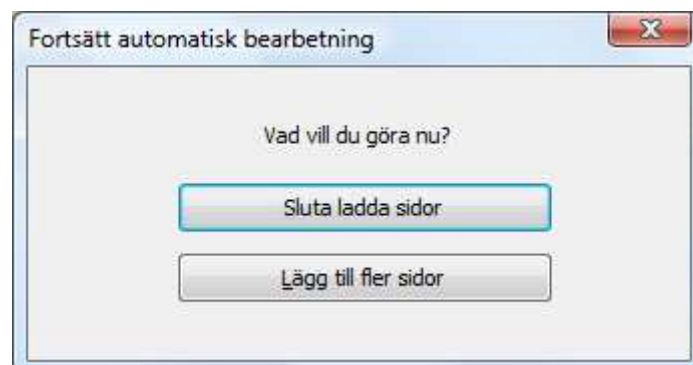 Fortsätt automatisk bearbetning
Vad vill du göra nu?
Sluta ladda sidor
Lägg till fler sidor